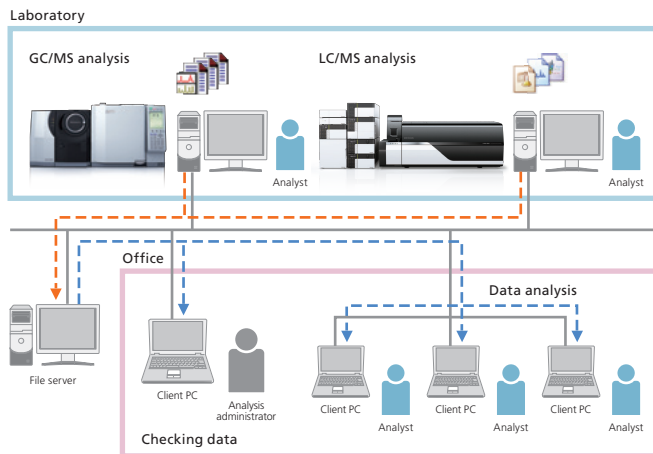 Laboratory
GC/MS analysis
LC/MS analysis
Analyst
Analyst
Office
Data analysis
File server
Client PC
Analysis
administrator
Client PC
Analyst
Client PC
Analyst
Client PC
Analyst
Checking data